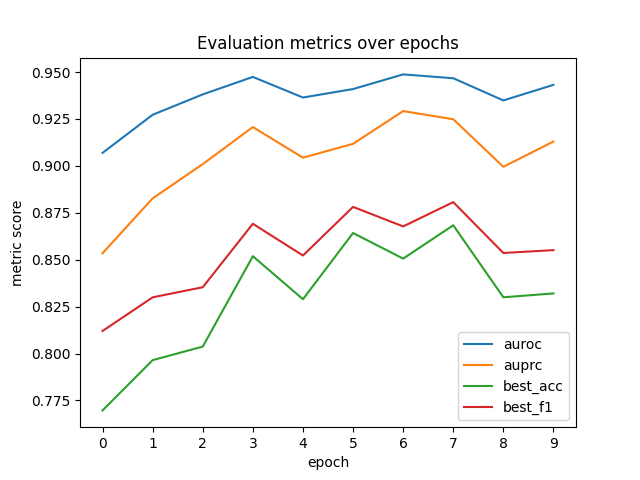 Evaluation metrics over epochs
metric score
0.950
0.925
0.900
0.875
0.850
0.825
0.800
0.775
auroc
auprc
best_acc
best_f1
0 1 2 3 4 5 6 7 8 9
epoch